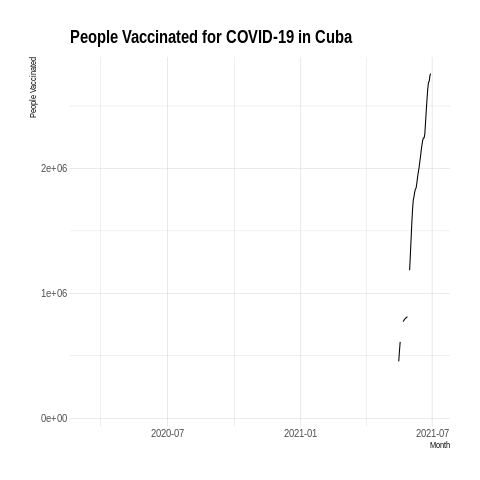 People Vaccinated for COVID-19 in Cuba
People Vaccinated
2e+06
1e+06
0e+00
2020-07
2021-01
2021-07
Month